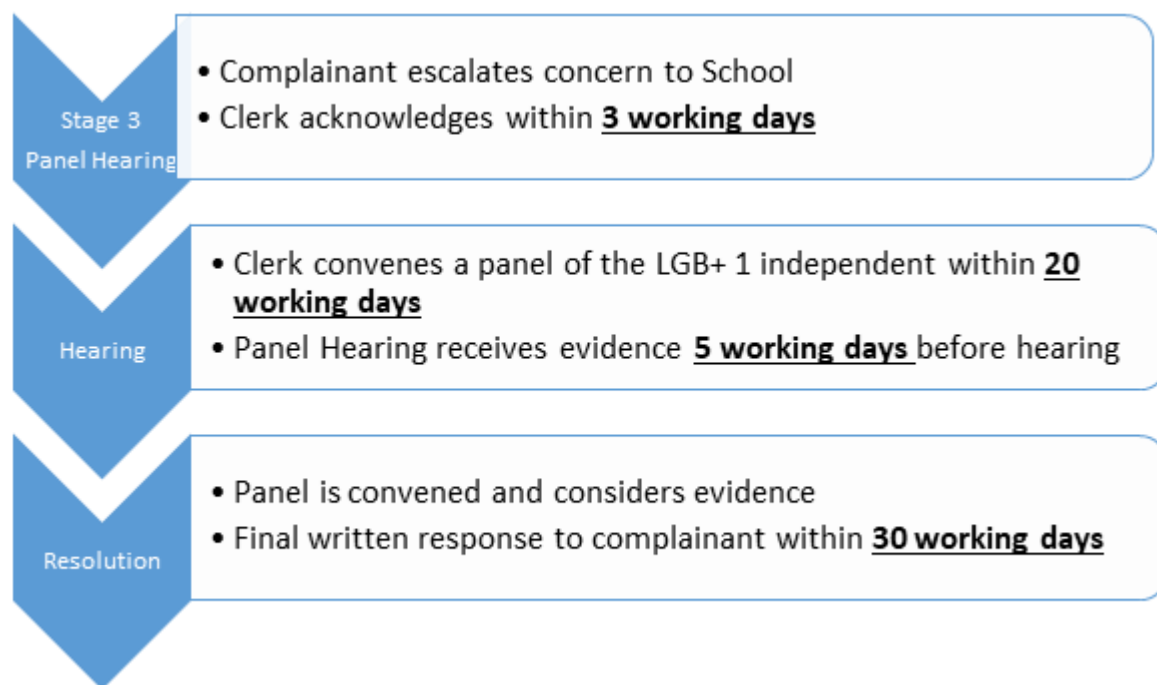 Stage 3
Panel Hearing
• Complainant escalates concern to School
• Clerk acknowledges within 3 working days
Hearing
• Clerk convenes a panel of the LGB+ 1 independent within 20
working days
• Panel Hearing receives evidence 5 working days before hearing
Resolution
• Panel is convened and considers evidence
• Final written response to complainant within 30 working days